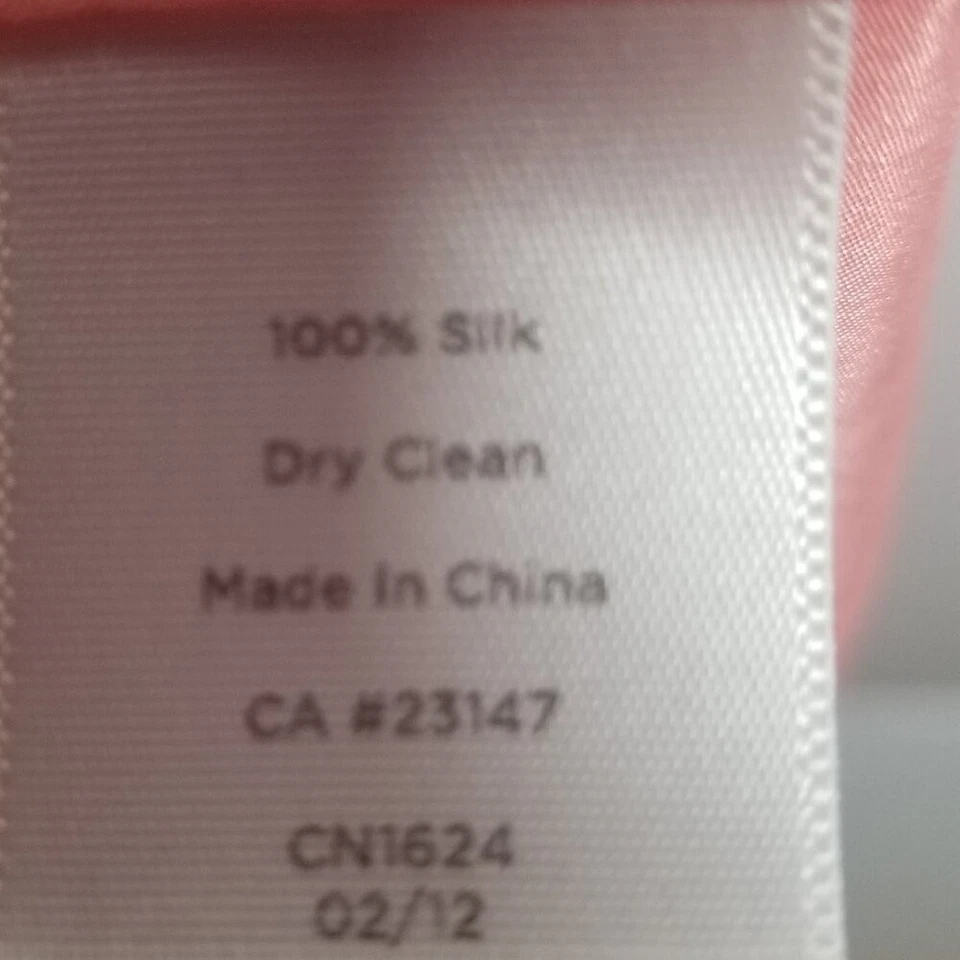 100% Silk
Dry Clean
Made In China
CA #23147
CN1624
02/12